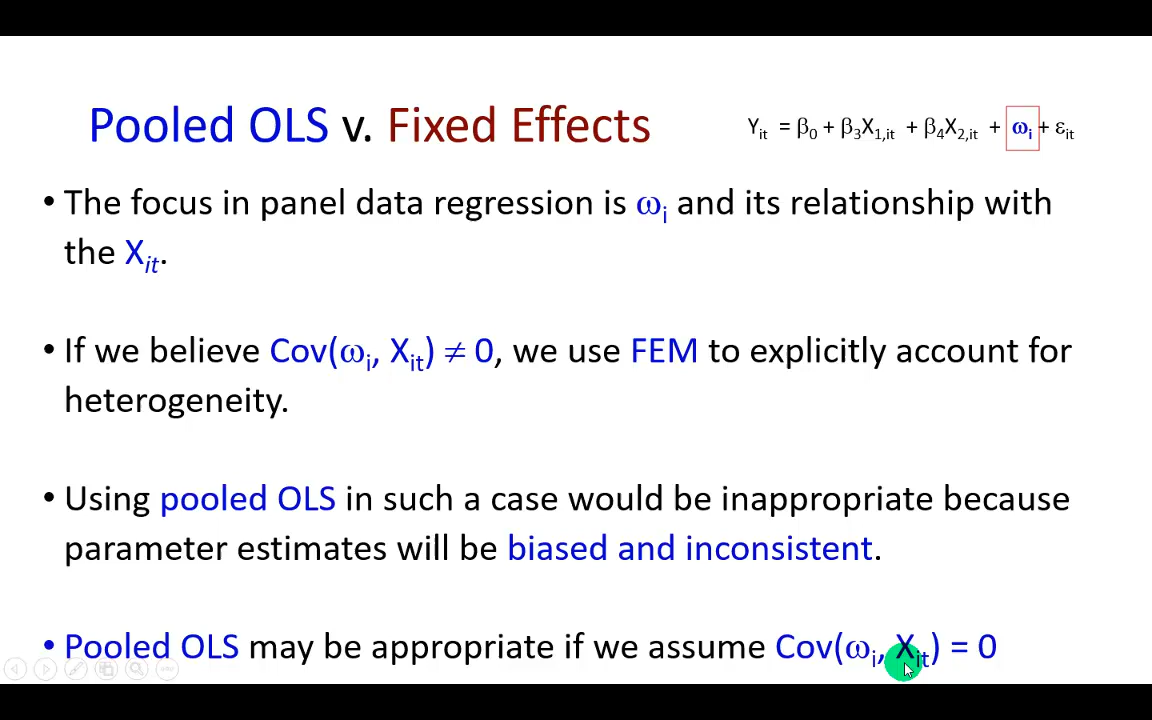 Pooled OLS v. Fixed Effects
Yit = β0 + β3X1,it + β4X2,it + ωi + εit
• The focus in panel data regression is ωi and its relationship with
the Xit.
• If we believe Cov(ωi, Xit) ≠ 0, we use FEM to explicitly account for
heterogeneity.
• Using pooled OLS in such a case would be inappropriate because
parameter estimates will be biased and inconsistent.
• Pooled OLS may be appropriate if we assume Cov(ωi, Xit) = 0